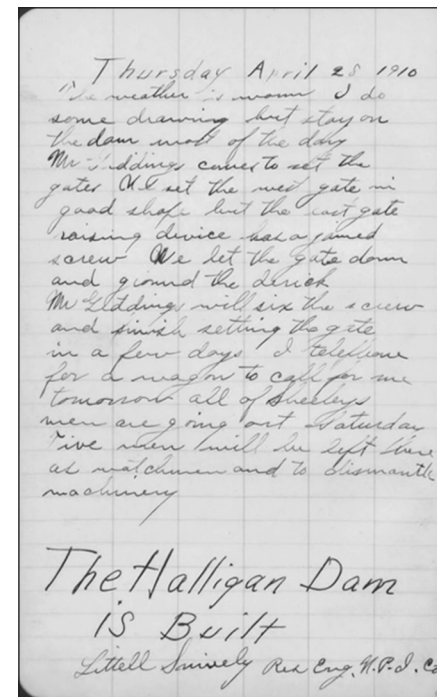 Thursday April 28 1910
The weather is warm I do
some drawing but stay on
the dam most of the day
Mr Giddings comes to set the
gates We set the west gate in
good shape but the east gate
raising divice has a jamed
screw We let the gate down
and ground the derick
Mr Giddings will fix the screw
and finish setting the gate
in a few days I telephone
for a wagon to call for me
tomorrow all of Sheeleys
men are going out Saturday
Five men will be left here
as watchmen and to dismantle
machinery
The Halligan Dam
is Built
Littell Snively Res Eng. N.P.I. Co